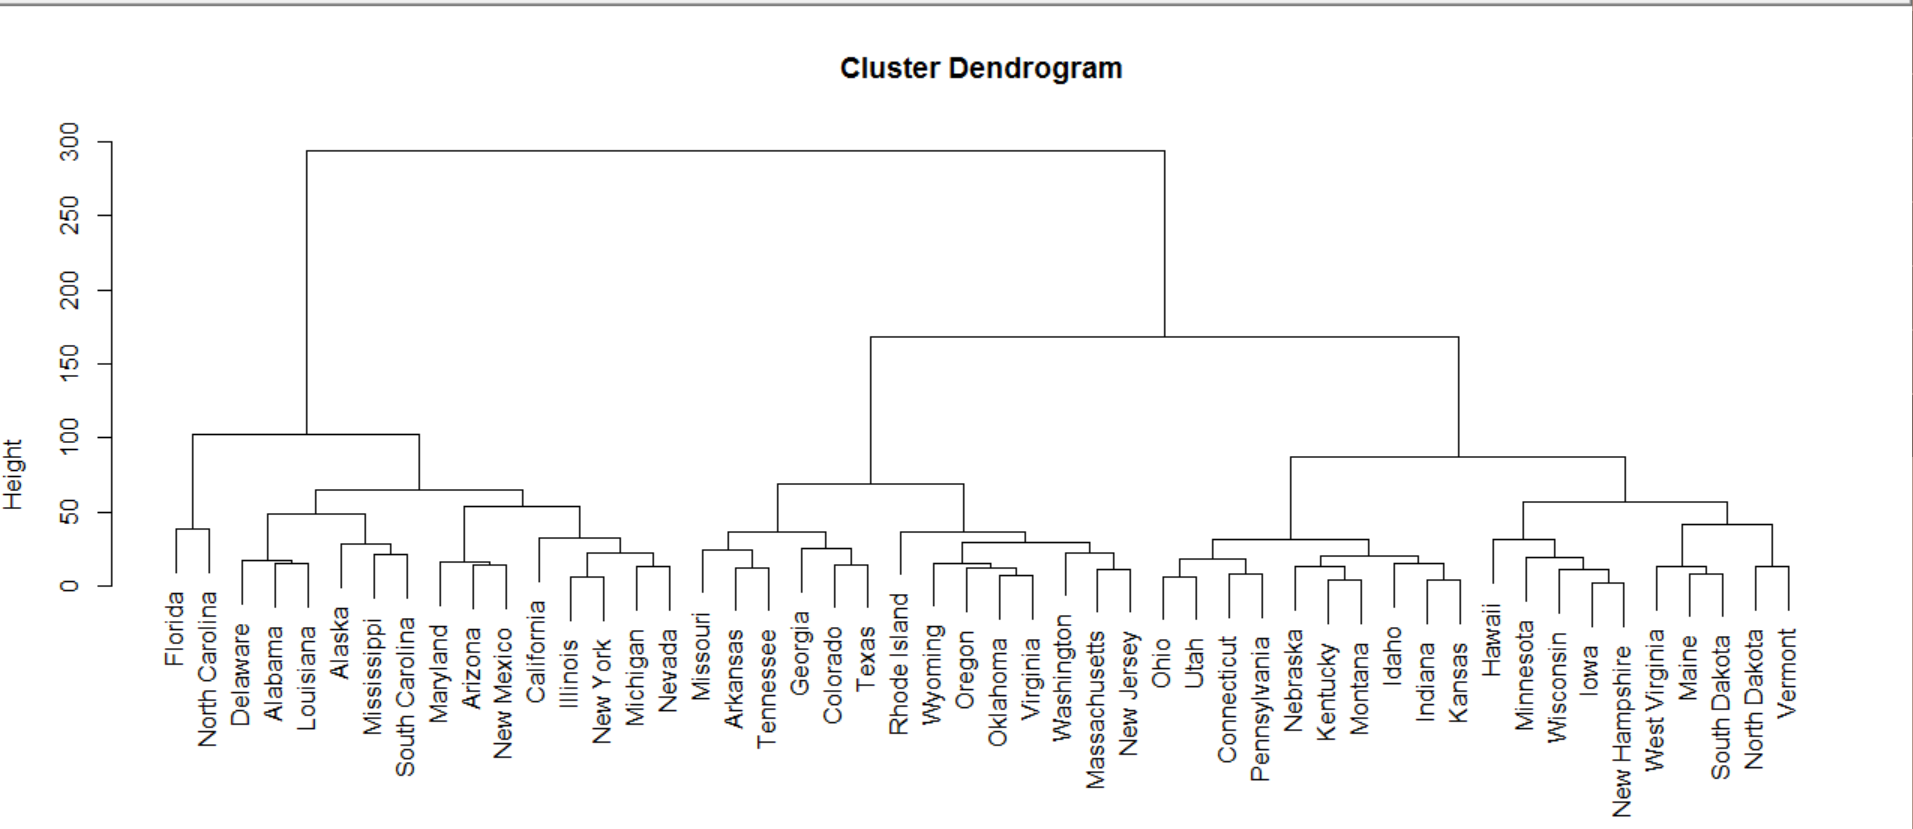 Cluster Dendrogram
Height
300
250
200
150
100
50
0
Florida
North Carolina
Delaware
Alabama
Louisiana
Alaska
Mississippi
South Carolina
Maryland
Arizona
New Mexico
California
Illinois
New York
Michigan
Nevada
Missouri
Arkansas
Tennessee
Georgia
Colorado
Texas
Rhode Island
Wyoming
Oregon
Oklahoma
Virginia
Washington
Massachusetts
New Jersey
Ohio
Utah
Connecticut
Pennsylvania
Nebraska
Kentucky
Montana
Idaho
Indiana
Kansas
Hawaii
Minnesota
Wisconsin
Iowa
New Hampshire
West Virginia
Maine
South Dakota
North Dakota
Vermont